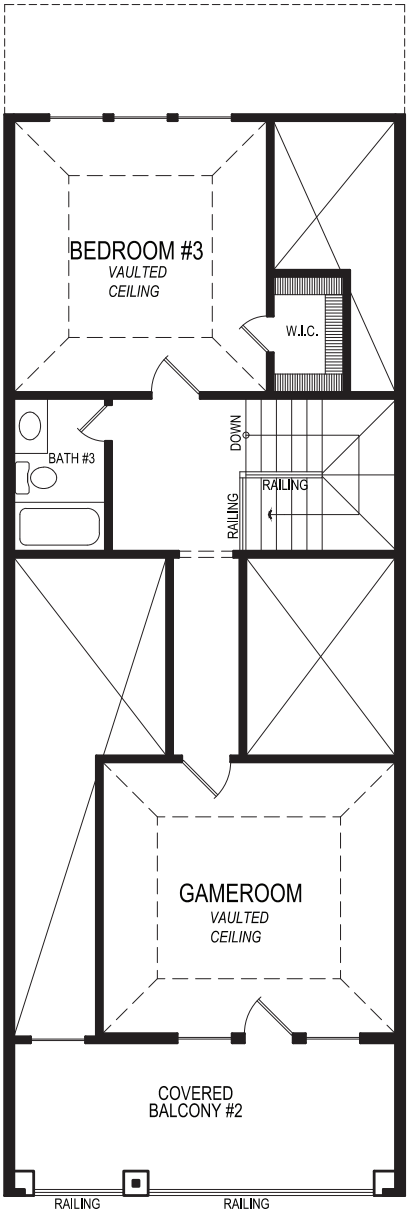 BEDROOM #3
VAULTED
CEILING
W.I.C.
DOWN
BATH #3
RAILING
RAILING
GAMEROOM
VAULTED
CEILING
COVERED
BALCONY #2
RAILING
RAILING